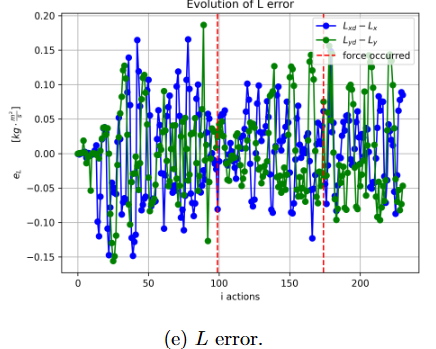 Evolution of L error
L_xd − L_x
L_yd − L_y
force occurred
e_L [kg · m²/s]
0.20
0.15
0.10
0.05
0.00
−0.05
−0.10
−0.15
0 50 100 150 200
i actions
(e) L error.